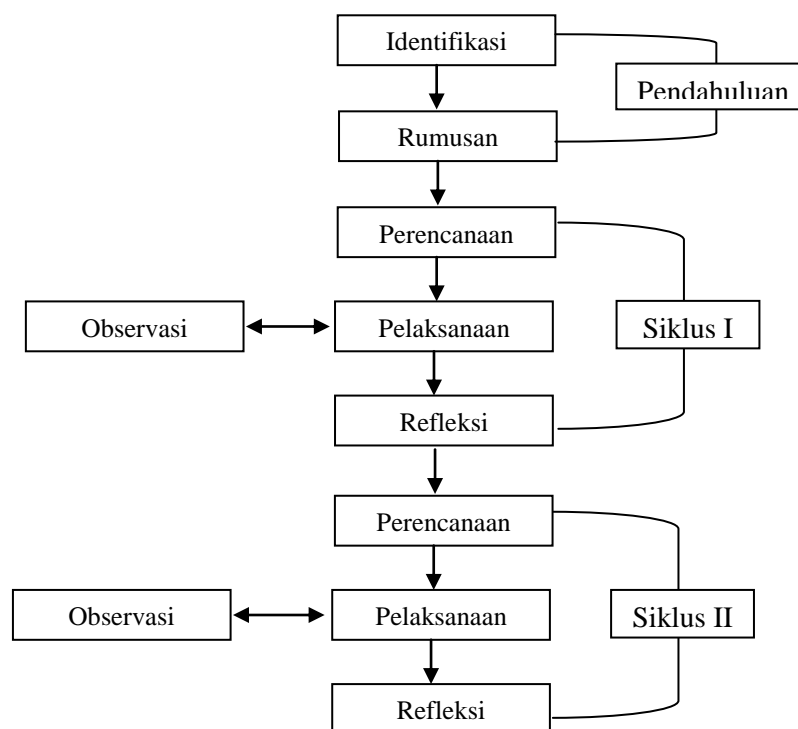 Identifikasi
Pendahuluan
Rumusan
Perencanaan
Observasi
Pelaksanaan
Siklus I
Refleksi
Perencanaan
Observasi
Pelaksanaan
Siklus II
Refleksi